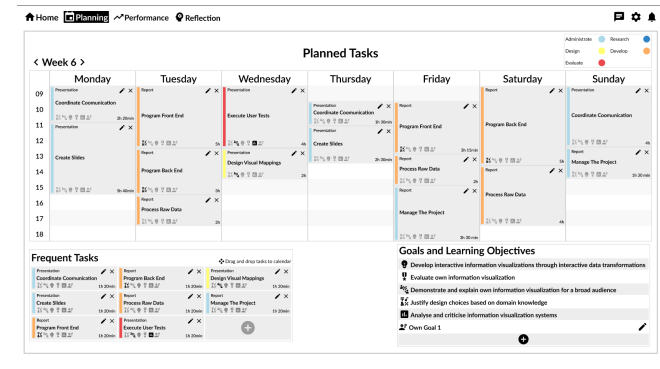 Home Planning Performance Reflection
Administrate Research
Design Develop
Evaluate
Planned Tasks
< Week 6 >
Monday Tuesday Wednesday Thursday Friday Saturday Sunday
09
10
11
12
13
14
15
16
17
18
Presentation
Coordinate Coomunication
2h 20min
Presentation
Create Slides
5h 40min
Report
Program Front End
5h
Report
Program Back End
3h
Report
Process Raw Data
2h
Presentation
Execute User Tests
4h
Presentation
Design Visual Mappings
2h
Presentation
Coordinate Coomunication
1h 30min
Presentation
Create Slides
2h 30min
Report
Program Front End
3h 15min
Report
Process Raw Data
2h
Report
Manage The Project
3h 30 min
Report
Program Back End
5h
Report
Process Raw Data
4h
Presentation
Coordinate Coomunication
4h
Report
Manage The Project
1h 30 min
Frequent Tasks
Drag and drop tasks to calendar
Presentation
Coordinate Coomunication
1h 20min
Report
Program Back End
1h 20min
Presentation
Design Visual Mappings
1h 20min
Presentation
Create Slides
1h 20min
Report
Process Raw Data
1h 20min
Report
Manage The Project
1h 20min
Report
Program Front End
1h 20min
Presentation
Execute User Tests
1h 20min
Goals and Learning Objectives
Develop interactive information visualizations through interactive data transformations
Evaluate own information visualization
Demonstrate and explain own information visualization for a broad audience
Justify design choices based on domain knowledge
Analyse and criticise information visualization systems
Own Goal 1